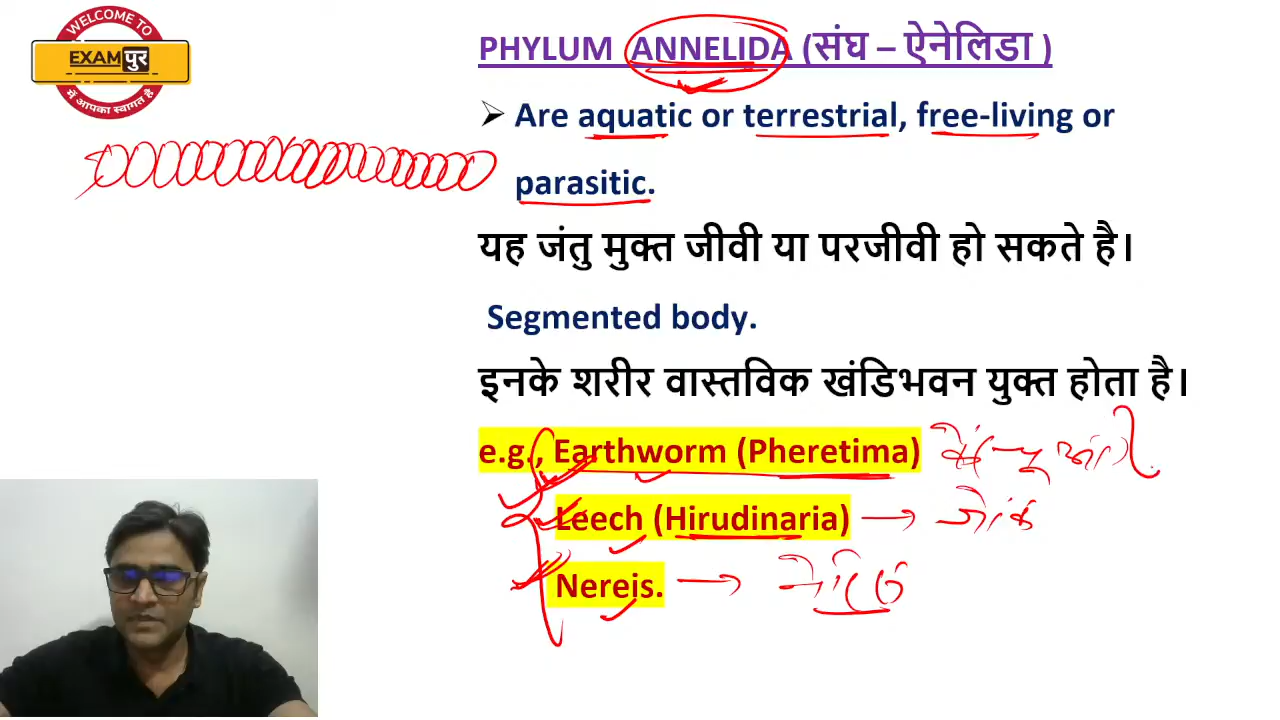 WELCOME TO
EXAMपुर
में आपका स्वागत है
PHYLUM ANNELIDA (संघ – ऐनेलिडा )
➢ Are aquatic or terrestrial, free-living or
parasitic.
यह जंतु मुक्त जीवी या परजीवी हो सकते है।
Segmented body.
इनके शरीर वास्तविक खंडिभवन युक्त होता है।
e.g., Earthworm (Pheretima)
Leech (Hirudinaria) → जोंक
Nereis. →